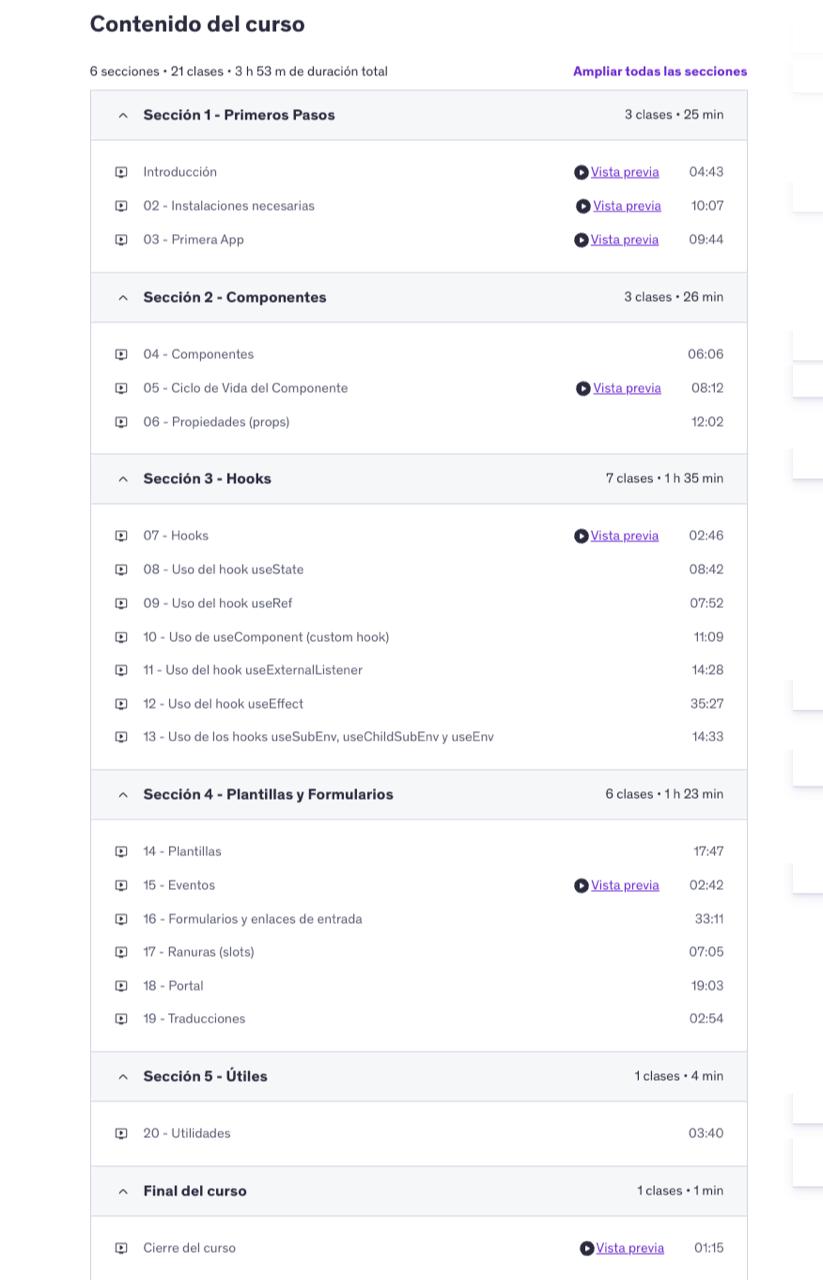 Contenido del curso
6 secciones • 21 clases • 3 h 53 m de duración total Ampliar todas las secciones
Sección 1 - Primeros Pasos 3 clases • 25 min
Introducción Vista previa 04:43
02 - Instalaciones necesarias Vista previa 10:07
03 - Primera App Vista previa 09:44
Sección 2 - Componentes 3 clases • 26 min
04 - Componentes 06:06
05 - Ciclo de Vida del Componente Vista previa 08:12
06 - Propiedades (props) 12:02
Sección 3 - Hooks 7 clases • 1 h 35 min
07 - Hooks Vista previa 02:46
08 - Uso del hook useState 08:42
09 - Uso del hook useRef 07:52
10 - Uso de useComponent (custom hook) 11:09
11 - Uso del hook useExternalListener 14:28
12 - Uso del hook useEffect 35:27
13 - Uso de los hooks useSubEnv, useChildSubEnv y useEnv 14:33
Sección 4 - Plantillas y Formularios 6 clases • 1 h 23 min
14 - Plantillas 17:47
15 - Eventos Vista previa 02:42
16 - Formularios y enlaces de entrada 33:11
17 - Ranuras (slots) 07:05
18 - Portal 19:03
19 - Traducciones 02:54
Sección 5 - Útiles 1 clases • 4 min
20 - Utilidades 03:40
Final del curso 1 clases • 1 min
Cierre del curso Vista previa 01:15